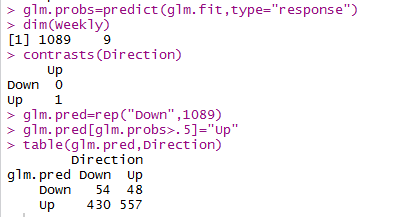 > glm.probs=predict(glm.fit,type="response")
> dim(Weekly)
[1] 1089    9
> contrasts(Direction)
     Up
Down  0
Up    1
> glm.pred=rep("Down",1089)
> glm.pred[glm.probs>.5]="Up"
> table(glm.pred,Direction)
        Direction
glm.pred Down  Up
    Down   54  48
    Up    430 557